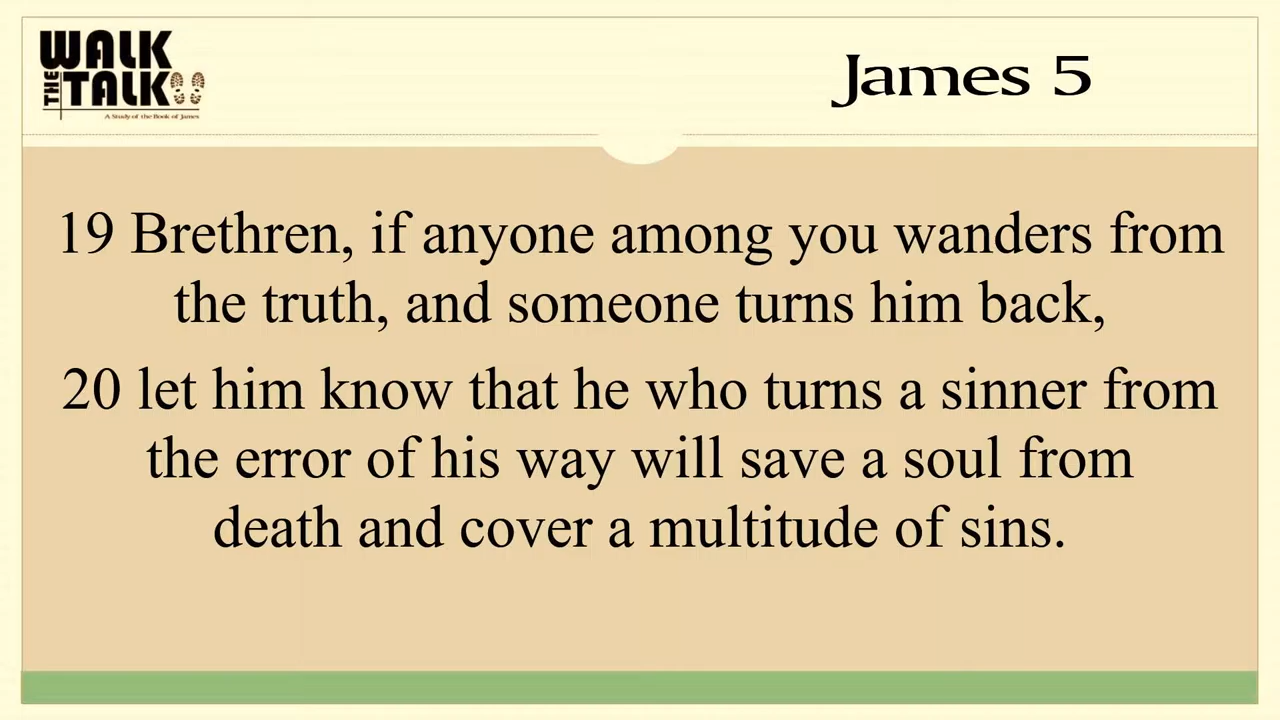 WALK
THE TALK
A Study of the Book of James
James 5
19 Brethren, if anyone among you wanders from
the truth, and someone turns him back,
20 let him know that he who turns a sinner from
the error of his way will save a soul from
death and cover a multitude of sins.